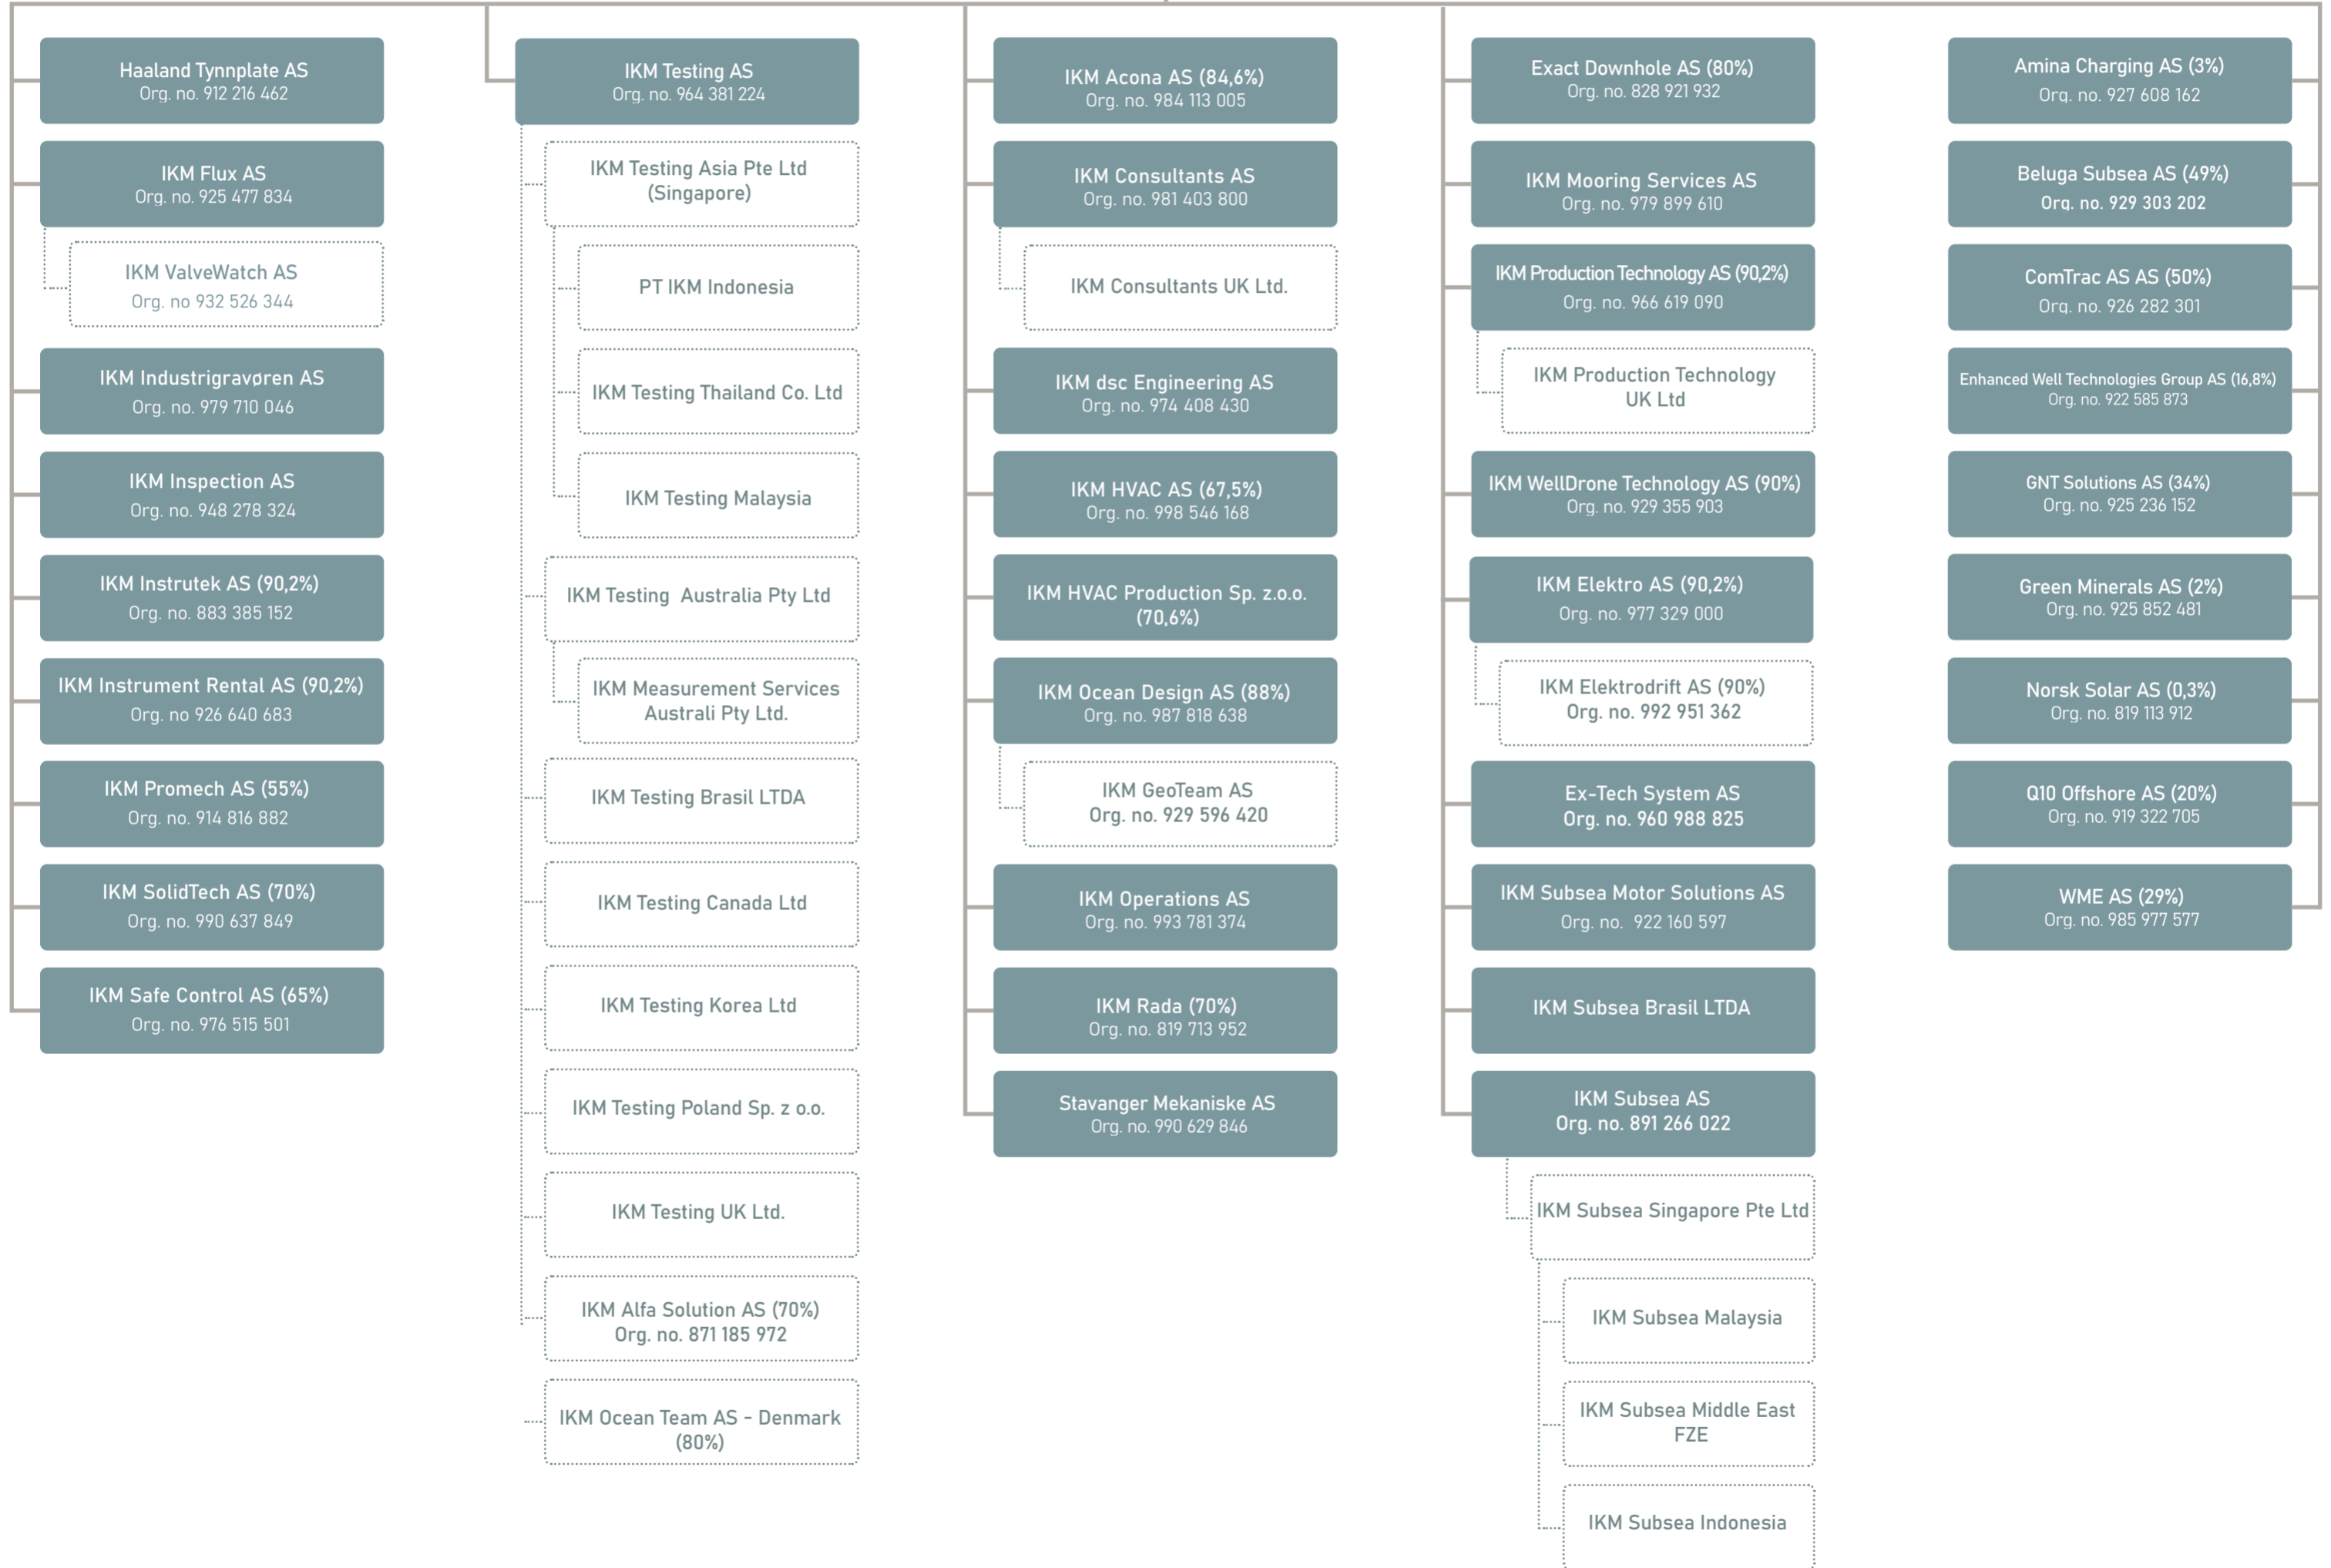 Haaland Tynnplate AS
Org. no. 912 216 462
IKM Flux AS
Org. no. 925 477 834
IKM ValveWatch AS
Org. no 932 526 344
IKM Industrigravøren AS
Org. no. 979 710 046
IKM Inspection AS
Org. no. 948 278 324
IKM Instrutek AS (90,2%)
Org. no. 883 385 152
IKM Instrument Rental AS (90,2%)
Org. no 926 640 683
IKM Promech AS (55%)
Org. no. 914 816 882
IKM SolidTech AS (70%)
Org. no. 990 637 849
IKM Safe Control AS (65%)
Org. no. 976 515 501
IKM Testing AS
Org. no. 964 381 224
IKM Testing Asia Pte Ltd
(Singapore)
PT IKM Indonesia
IKM Testing Thailand Co. Ltd
IKM Testing Malaysia
IKM Testing Australia Pty Ltd
IKM Measurement Services
Australi Pty Ltd.
IKM Testing Brasil LTDA
IKM Testing Canada Ltd
IKM Testing Korea Ltd
IKM Testing Poland Sp. z o.o.
IKM Testing UK Ltd.
IKM Alfa Solution AS (70%)
Org. no. 871 185 972
IKM Ocean Team AS - Denmark
(80%)
IKM Acona AS (84,6%)
Org. no. 984 113 005
IKM Consultants AS
Org. no. 981 403 800
IKM Consultants UK Ltd.
IKM dsc Engineering AS
Org. no. 974 408 430
IKM HVAC AS (67,5%)
Org. no. 998 546 168
IKM HVAC Production Sp. z.o.o.
(70,6%)
IKM Ocean Design AS (88%)
Org. no. 987 818 638
IKM GeoTeam AS
Org. no. 929 596 420
IKM Operations AS
Org. no. 993 781 374
IKM Rada (70%)
Org. no. 819 713 952
Stavanger Mekaniske AS
Org. no. 990 629 846
Exact Downhole AS (80%)
Org. no. 828 921 932
IKM Mooring Services AS
Org. no. 979 899 610
IKM Production Technology AS (90,2%)
Org. no. 966 619 090
IKM Production Technology
UK Ltd
IKM WellDrone Technology AS (90%)
Org. no. 929 355 903
IKM Elektro AS (90,2%)
Org. no. 977 329 000
IKM Elektrodrift AS (90%)
Org. no. 992 951 362
Ex-Tech System AS
Org. no. 960 988 825
IKM Subsea Motor Solutions AS
Org. no. 922 160 597
IKM Subsea Brasil LTDA
IKM Subsea AS
Org. no. 891 266 022
IKM Subsea Singapore Pte Ltd
IKM Subsea Malaysia
IKM Subsea Middle East
FZE
IKM Subsea Indonesia
Amina Charging AS (3%)
Org. no. 927 608 162
Beluga Subsea AS (49%)
Org. no. 929 303 202
ComTrac AS AS (50%)
Org. no. 926 282 301
Enhanced Well Technologies Group AS (16,8%)
Org. no. 922 585 873
GNT Solutions AS (34%)
Org. no. 925 236 152
Green Minerals AS (2%)
Org. no. 925 852 481
Norsk Solar AS (0,3%)
Org. no. 819 113 912
Q10 Offshore AS (20%)
Org. no. 919 322 705
WME AS (29%)
Org. no. 985 977 577